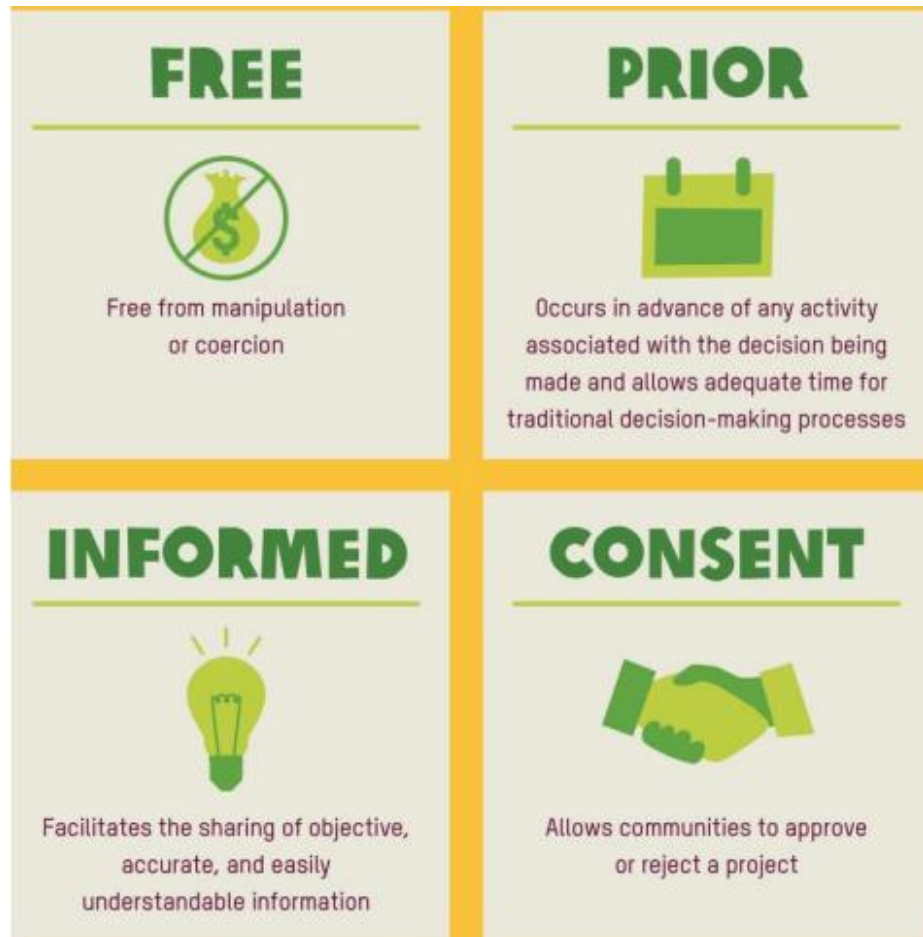 FREE
$
Free from manipulation
or coercion
PRIOR
Occurs in advance of any activity
associated with the decision being
made and allows adequate time for
traditional decision-making processes
INFORMED
Facilitates the sharing of objective,
accurate, and easily
understandable information
CONSENT
Allows communities to approve
or reject a project